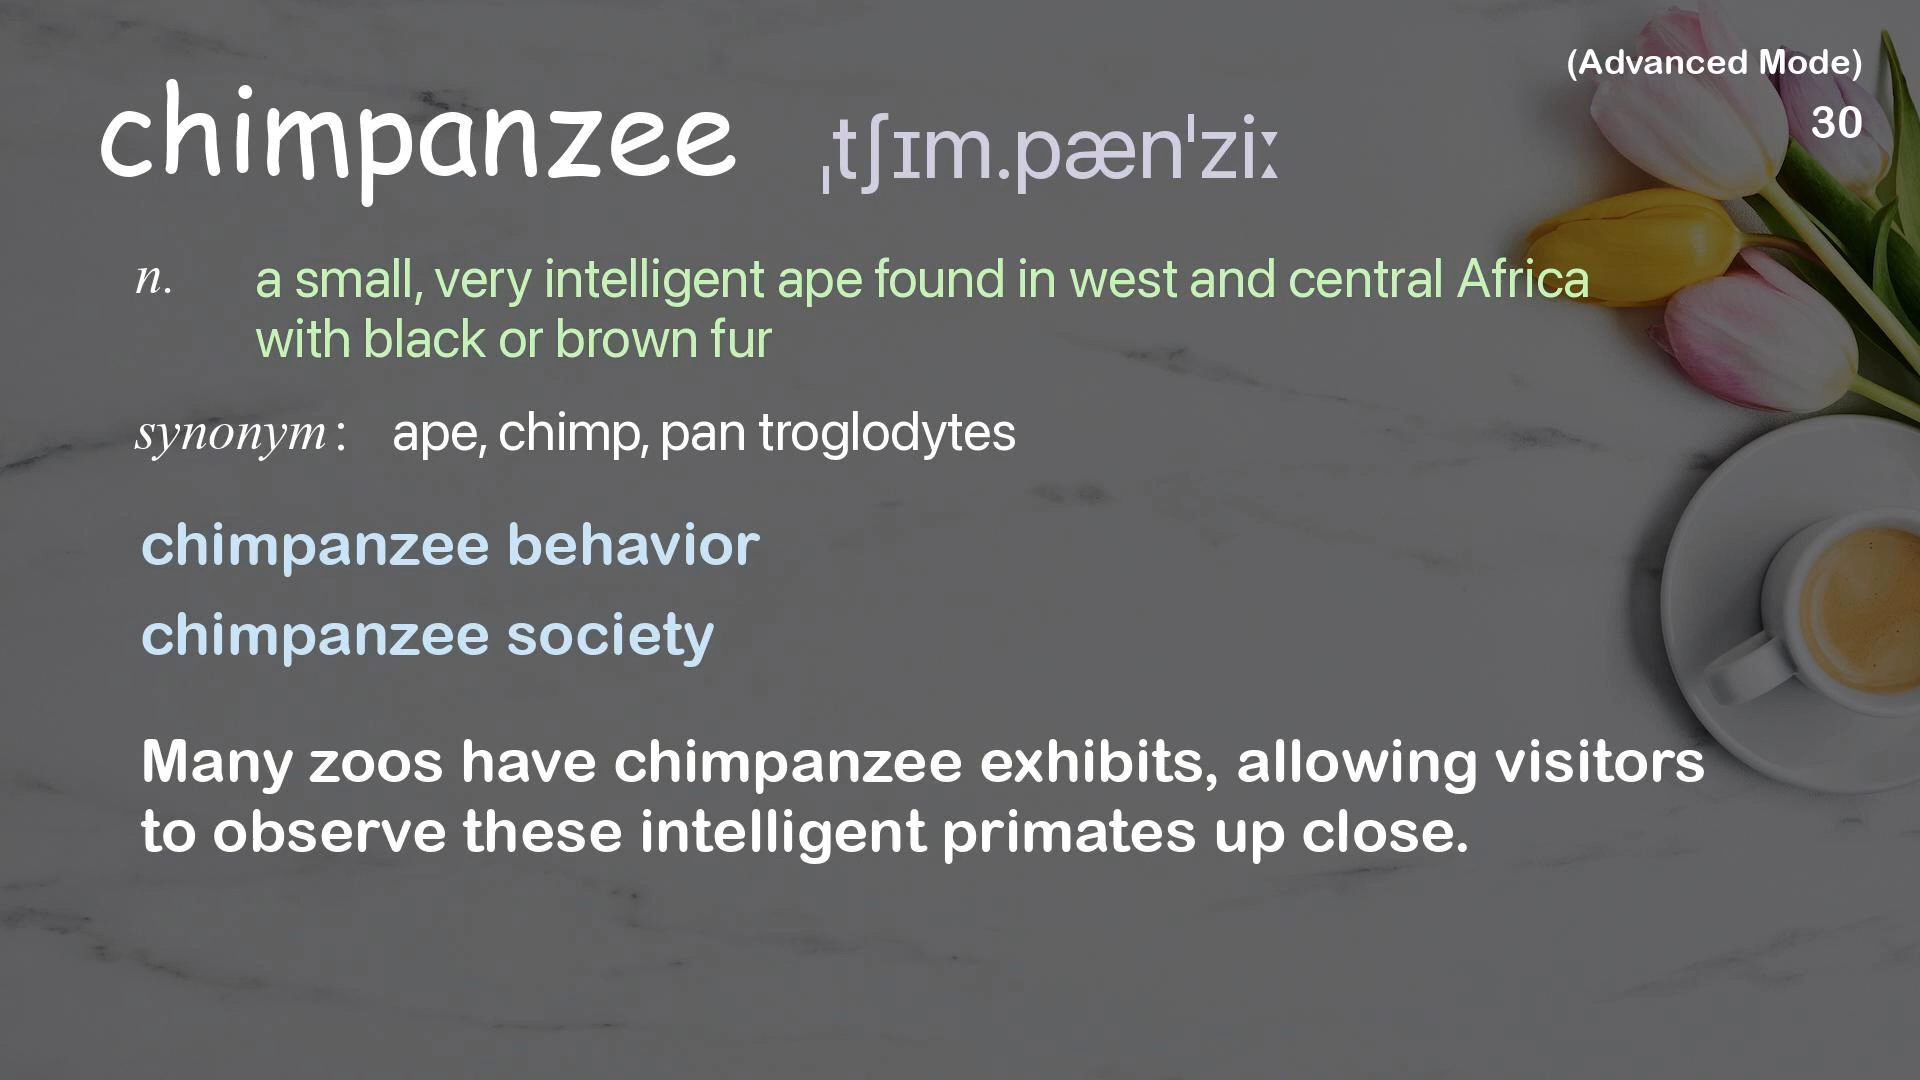 (Advanced Mode)
chimpanzee ˌtʃɪm.pæn'ziː
30
n. a small, very intelligent ape found in west and central Africa
with black or brown fur
synonym: ape, chimp, pan troglodytes
chimpanzee behavior
chimpanzee society
Many zoos have chimpanzee exhibits, allowing visitors
to observe these intelligent primates up close.